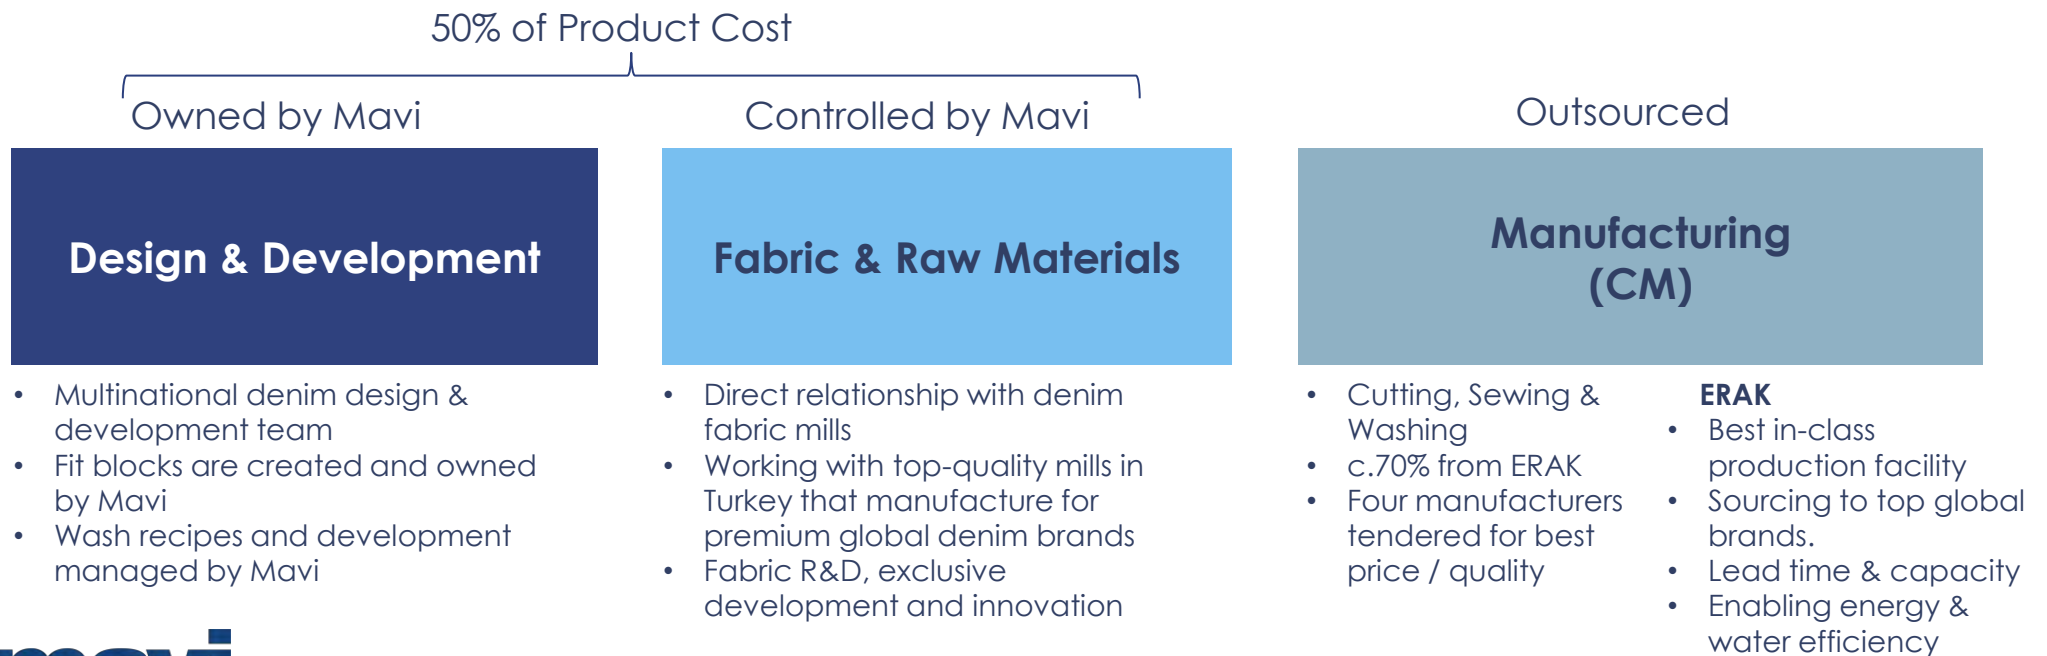 50% of Product Cost
Owned by Mavi
Controlled by Mavi
Outsourced
Design & Development
Fabric & Raw Materials
Manufacturing
(CM)
• Multinational denim design &
development team
• Fit blocks are created and owned
by Mavi
• Wash recipes and development
managed by Mavi
• Direct relationship with denim
fabric mills
• Working with top-quality mills in
Turkey that manufacture for
premium global denim brands
• Fabric R&D, exclusive
development and innovation
• Cutting, Sewing &
Washing
• c.70% from ERAK
• Four manufacturers
tendered for best
price / quality
ERAK
• Best in-class
production facility
• Sourcing to top global
brands.
• Lead time & capacity
• Enabling energy &
water efficiency
mavi